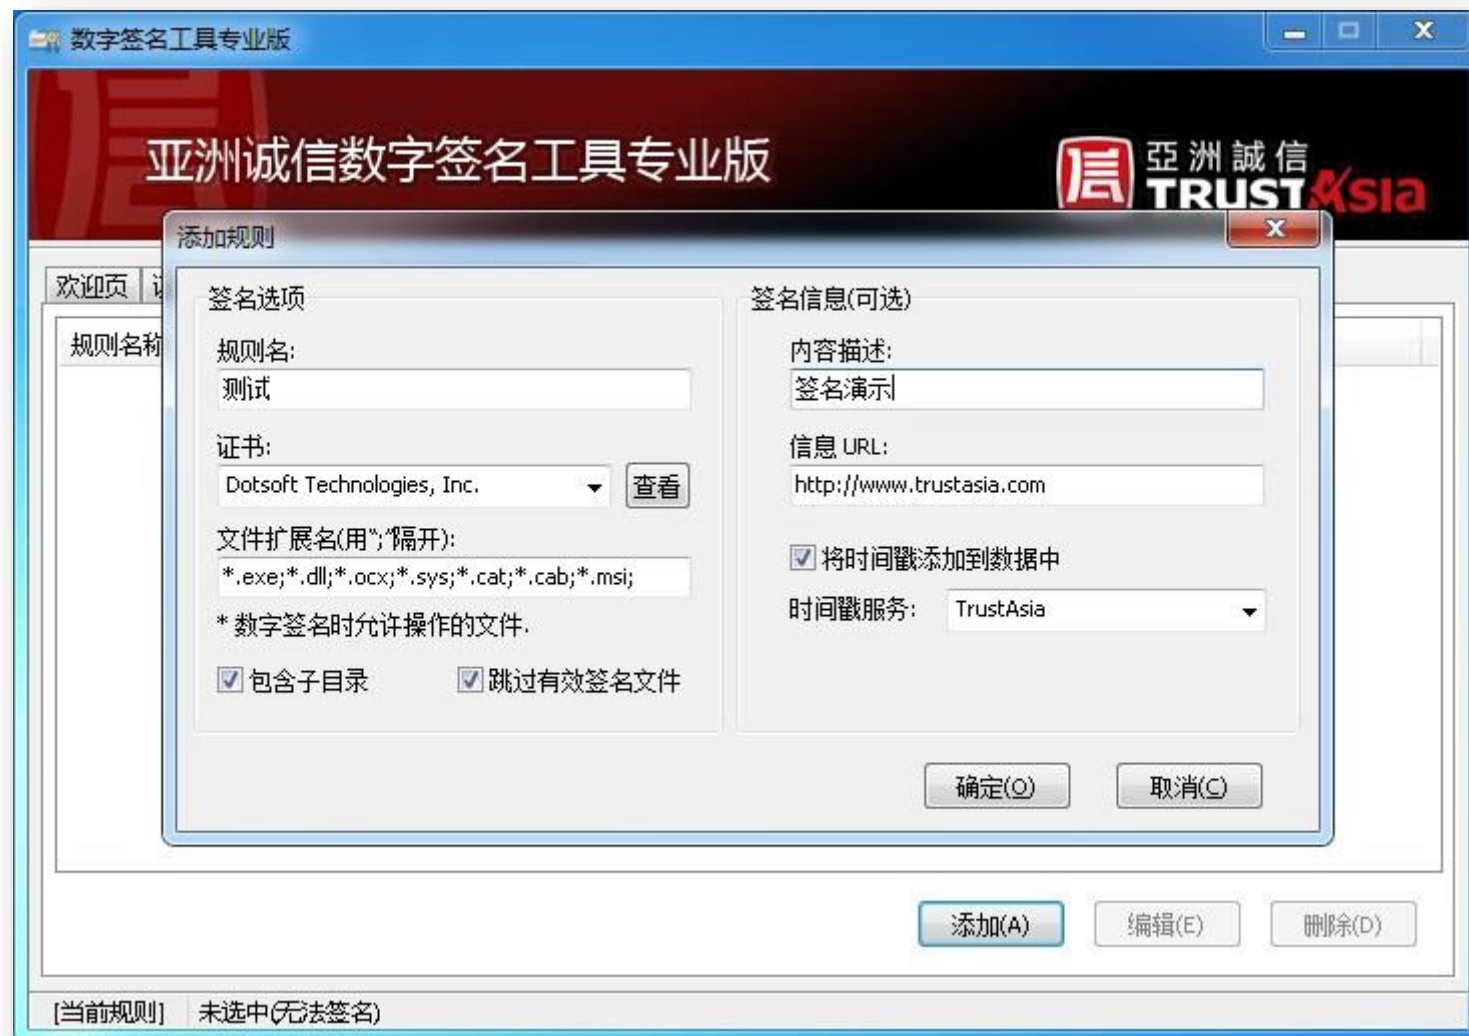 数字签名工具专业版
亚洲诚信数字签名工具专业版
亞洲誠信
TRUSTAsia
添加规则
欢迎页
规则名称
签名选项
规则名:
测试
证书:
Dotsoft Technologies, Inc.
查看
文件扩展名(用";"隔开):
*.exe;*.dll;*.ocx;*.sys;*.cat;*.cab;*.msi;
* 数字签名时允许操作的文件.
包含子目录 跳过有效签名文件
签名信息(可选)
内容描述:
签名演示
信息 URL:
http://www.trustasia.com
将时间戳添加到数据中
时间戳服务: TrustAsia
确定(O) 取消(C)
添加(A) 编辑(E) 删除(D)
[当前规则] 未选中(无法签名)